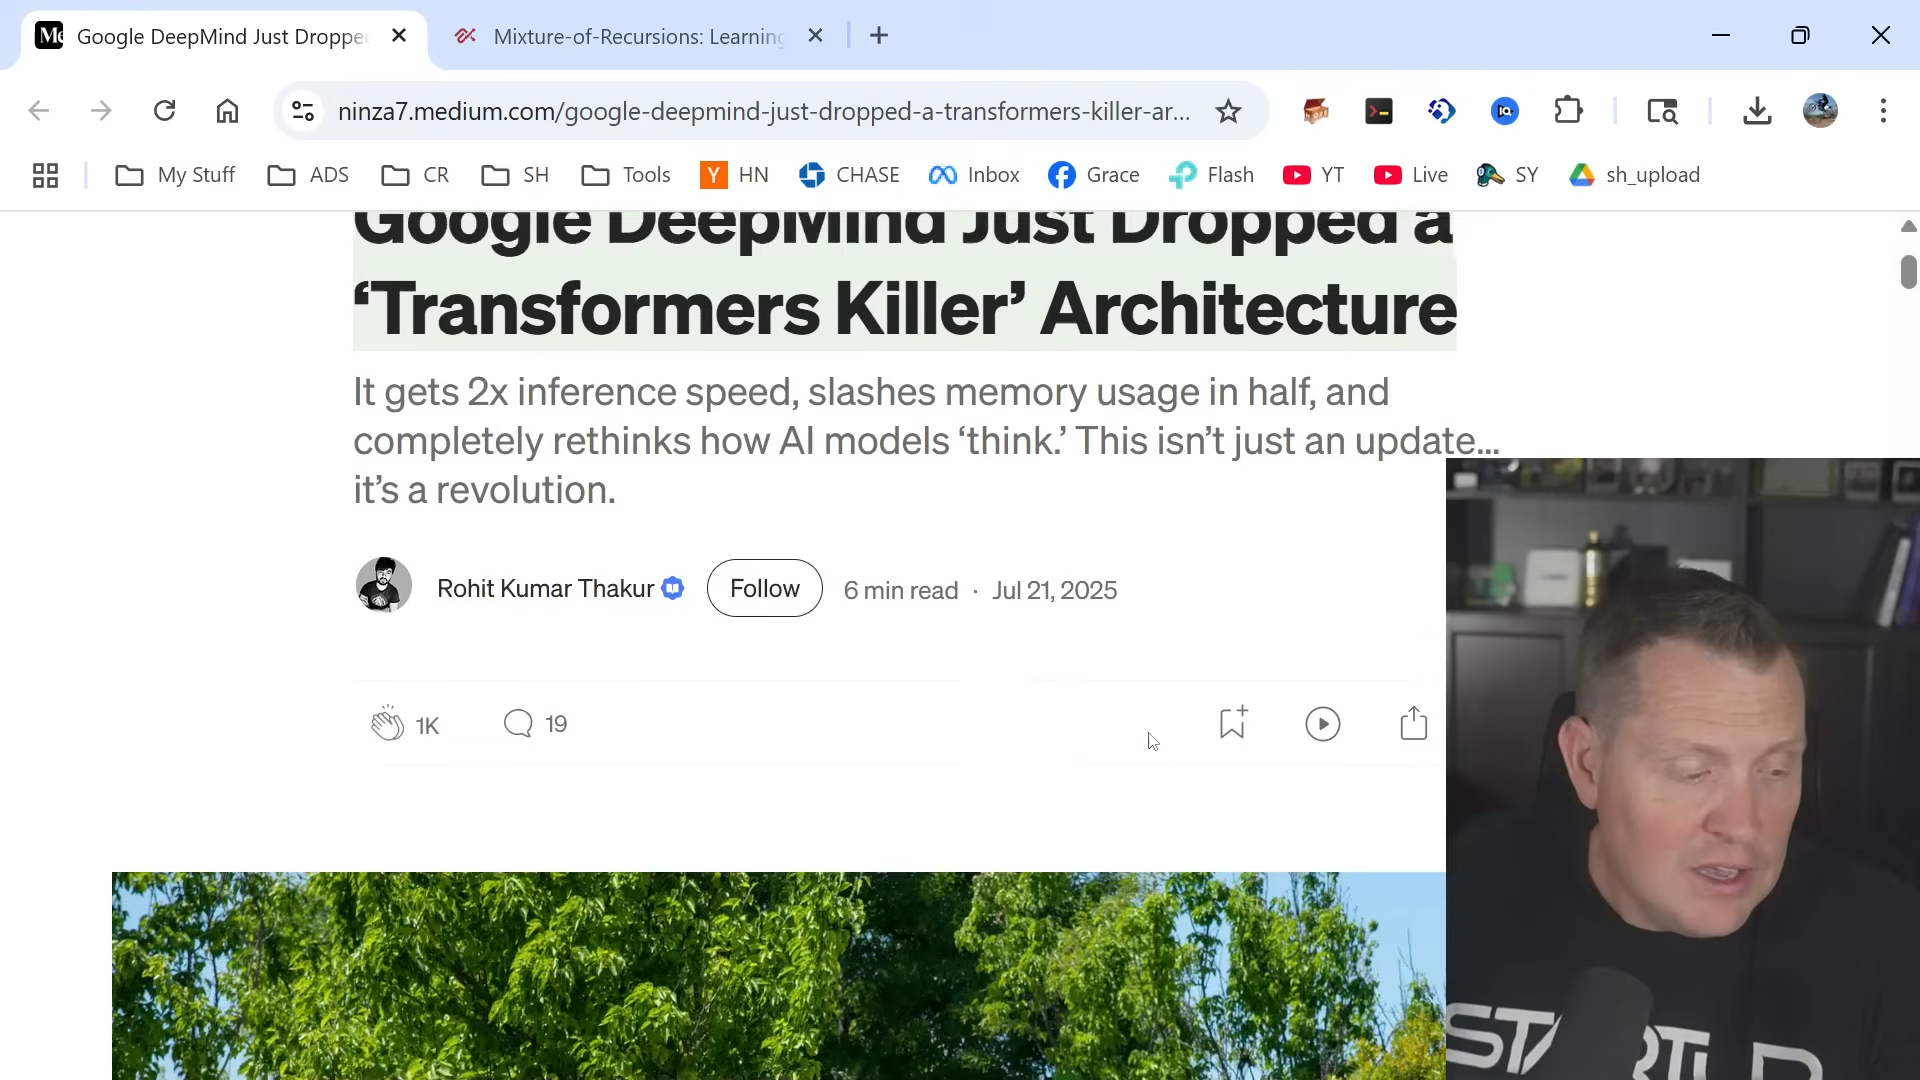 Google DeepMind Just Droppe
Mixture-of-Recursions: Learning
ninza7.medium.com/google-deepmind-just-dropped-a-transformers-killer-ar...
My Stuff
ADS
CR
SH
Tools
Y HN
CHASE
Inbox
Grace
Flash
YT
Live
SY
sh_upload
Google DeepMind Just Dropped a
‘Transformers Killer’ Architecture
It gets 2x inference speed, slashes memory usage in half, and
completely rethinks how AI models ‘think.’ This isn’t just an update...
it’s a revolution.
Rohit Kumar Thakur
Follow
6 min read · Jul 21, 2025
1K
19